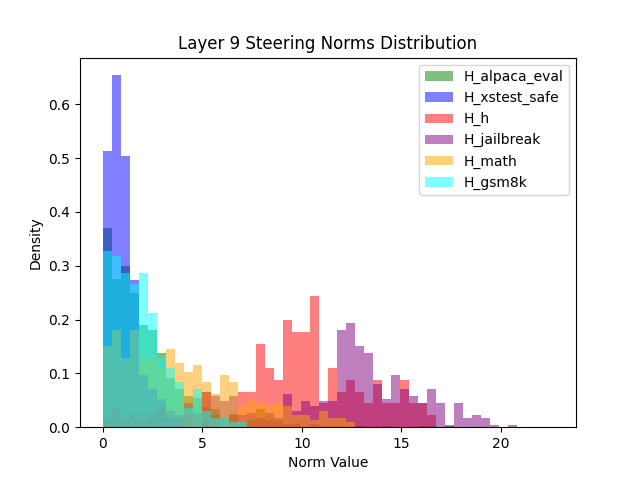 Layer 9 Steering Norms Distribution
H_alpaca_eval
H_xstest_safe
H_h
H_jailbreak
H_math
H_gsm8k
Density
0.6
0.5
0.4
0.3
0.2
0.1
0.0
0 5 10 15 20
Norm Value